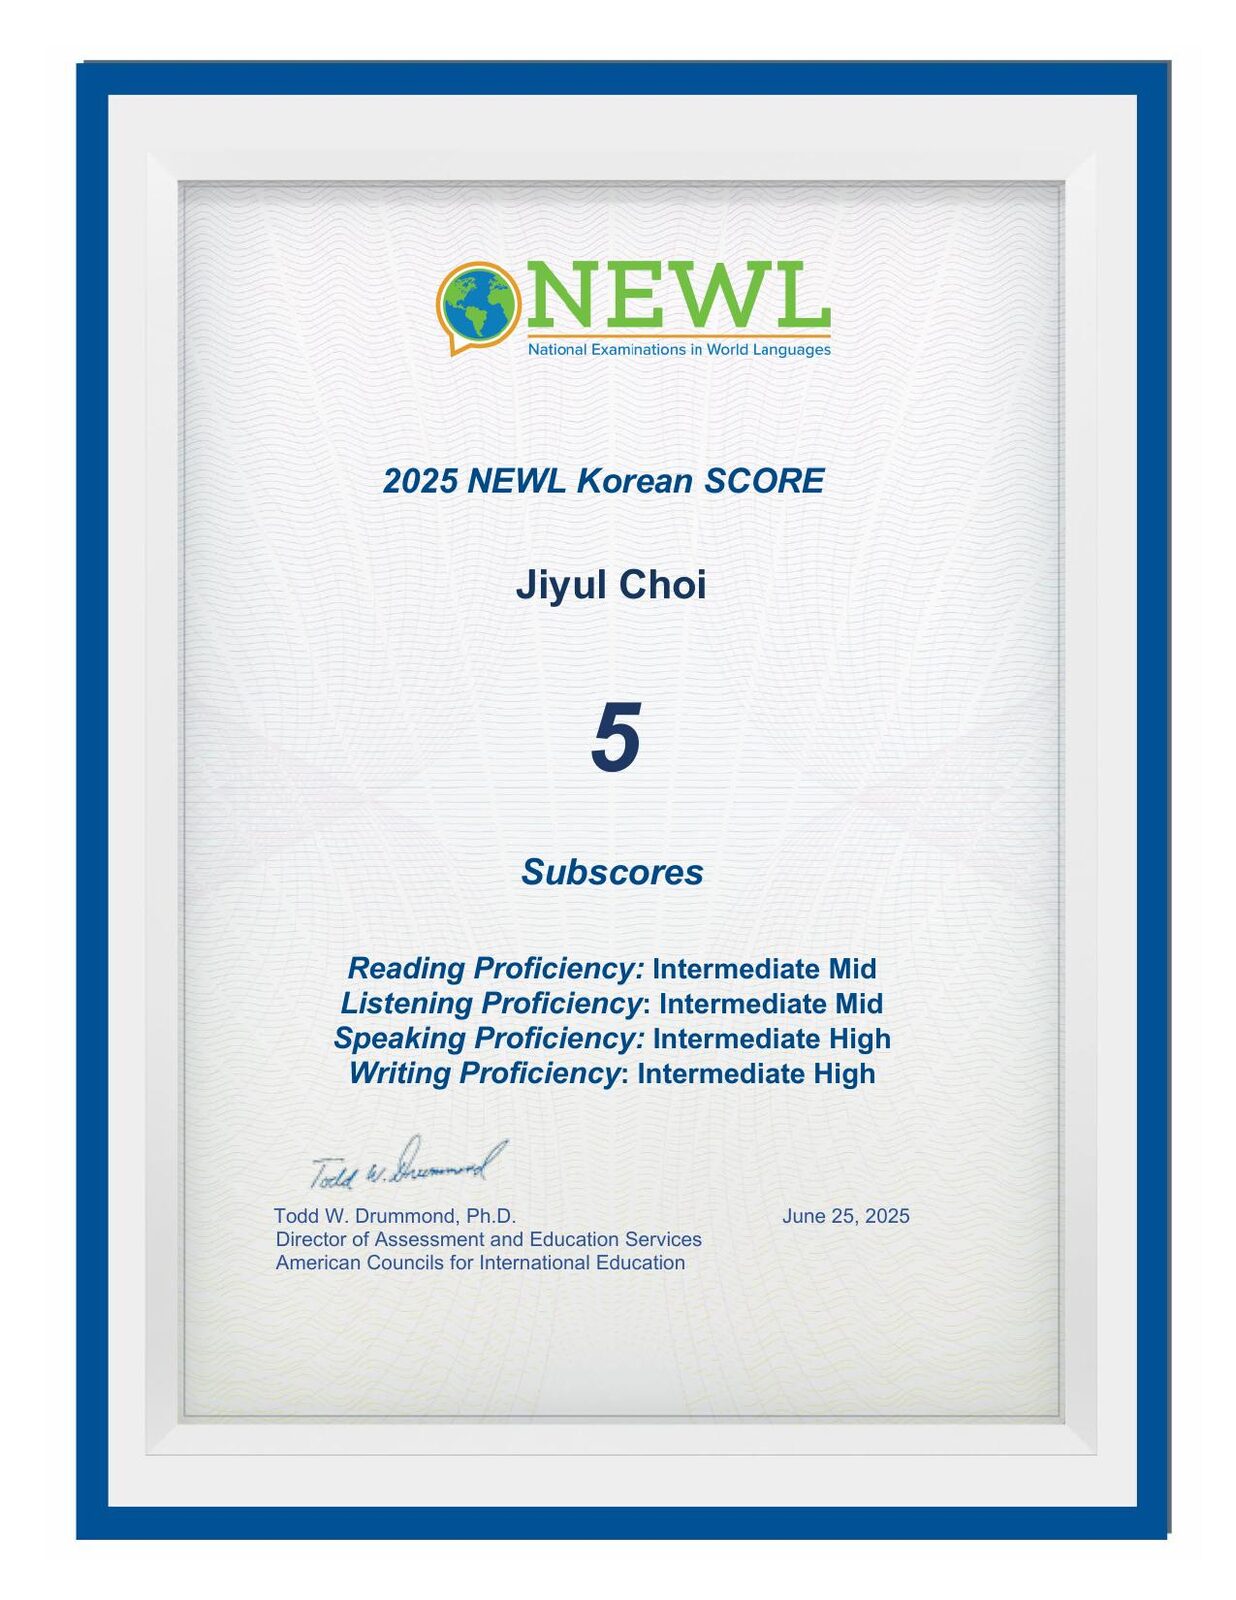 NEWL
National Examinations in World Languages
2025 NEWL Korean SCORE
Jiyul Choi
5
Subscores
Reading Proficiency: Intermediate Mid
Listening Proficiency: Intermediate Mid
Speaking Proficiency: Intermediate High
Writing Proficiency: Intermediate High
Todd W. Drummond
Todd W. Drummond, Ph.D. June 25, 2025
Director of Assessment and Education Services
American Councils for International Education